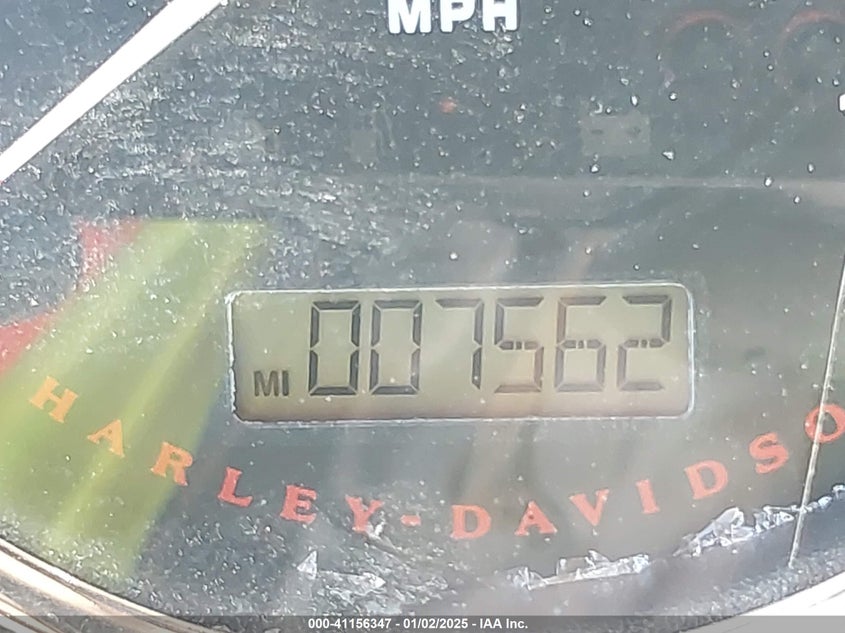 MPH
MI 007562
HARLEY-DAVIDSO
000-41156347 | 01/02/2025 - IAA Inc.